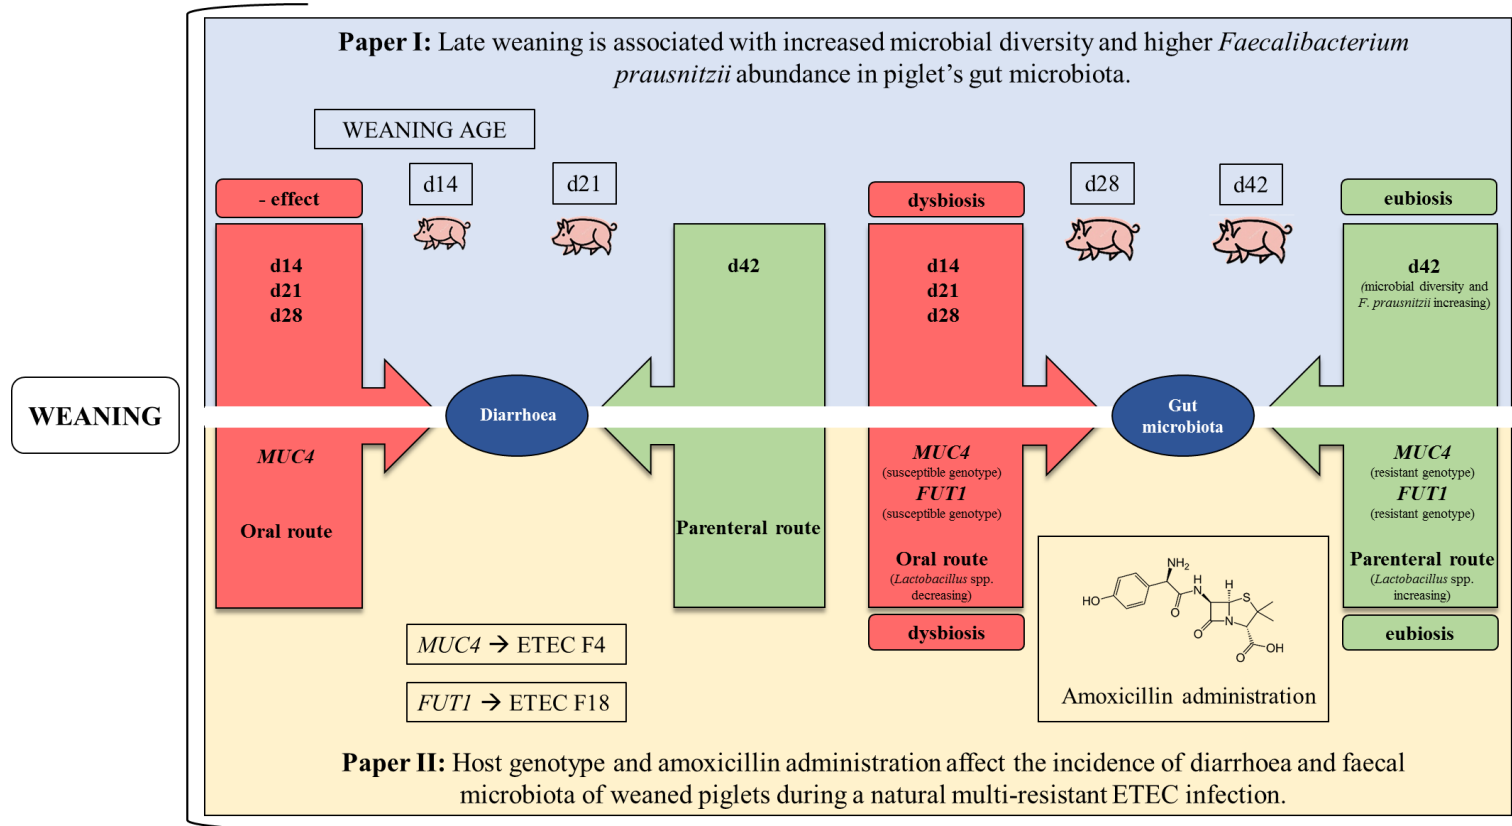 Paper I: Late weaning is associated with increased microbial diversity and higher Faecalibacterium
prausnitzii abundance in piglet's gut microbiota.
WEANING AGE
d14
d21
d28
d42
- effect
dysbiosis
eubiosis
d14
d21
d28
d42
d14
d21
d28
d42
(microbial diversity and
F. prausnitzii increasing)
WEANING
Diarrhoea
Gut
microbiota
MUC4
Oral route
Parenteral route
MUC4
(susceptible genotype)
FUT1
(susceptible genotype)
Oral route
(Lactobacillus spp.
decreasing)
dysbiosis
MUC4
(resistant genotype)
FUT1
(resistant genotype)
Parenteral route
(Lactobacillus spp.
increasing)
eubiosis
MUC4 → ETEC F4
FUT1 → ETEC F18
NH2
H
N
H
S
HO
O
N
O
O
OH
Amoxicillin administration
Paper II: Host genotype and amoxicillin administration affect the incidence of diarrhoea and faecal
microbiota of weaned piglets during a natural multi-resistant ETEC infection.